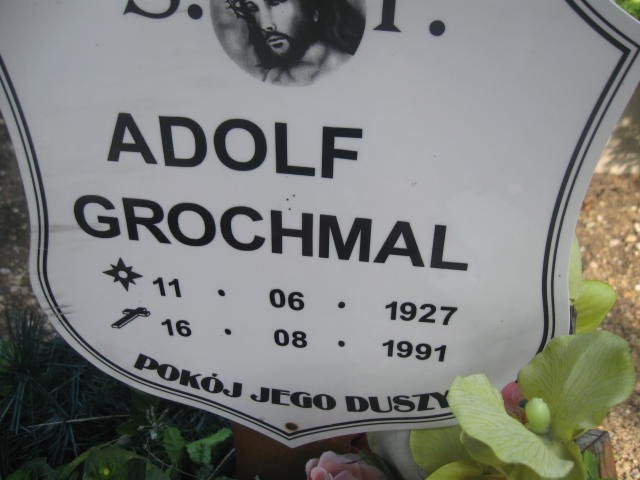 Ś. P.
ADOLF
GROCHMAL
11 . 06 . 1927
16 . 08 . 1991
POKÓJ JEGO DUSZY